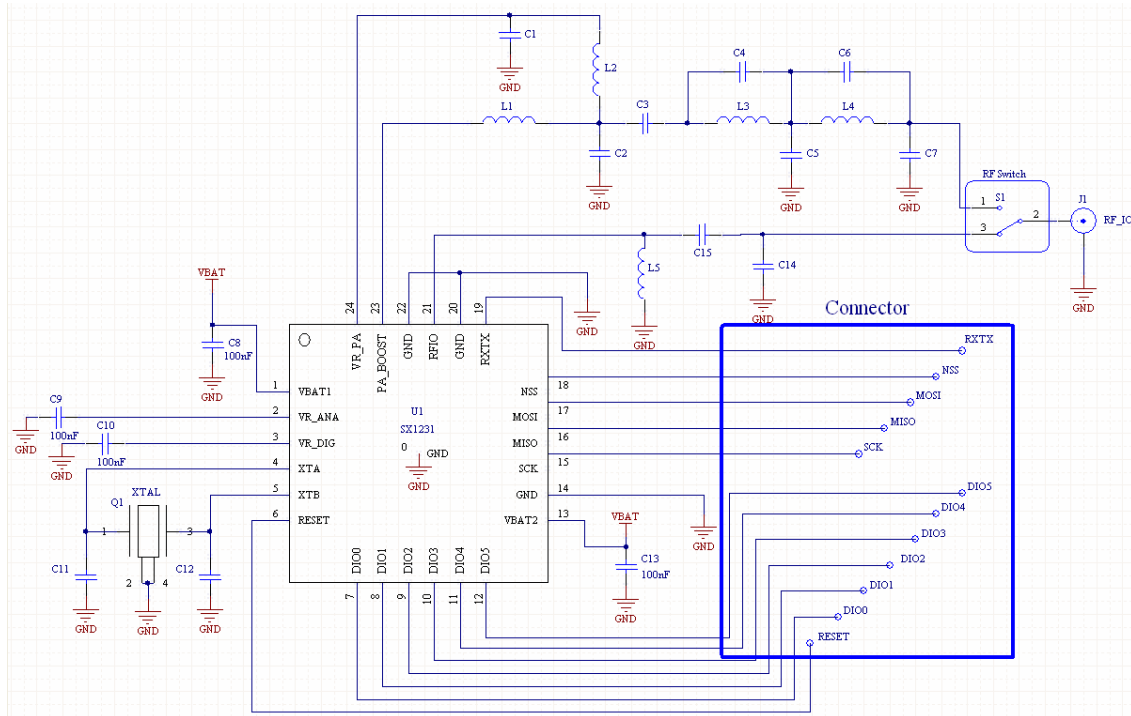 C1
GND
L2
C4
C6
L1
C3
L3
L4
C2
GND
C5
GND
C7
GND
RF Switch
1
S1
2
3
J1
RF_IO
GND
L5
GND
C15
C14
GND
VBAT
C8
100nF
GND
24
23
22
21
20
19
GND
VR_PA
PA_BOOST
GND
RFIO
GND
RXTX
Connector
RXTX
NSS
MOSI
MISO
SCK
DIO5
DIO4
DIO3
DIO2
DIO1
DIO0
RESET
1 VBAT1
2 VR_ANA
3 VR_DIG
4 XTA
5 XTB
6 RESET
U1
SX1231
0 GND
GND
NSS 18
MOSI 17
MISO 16
SCK 15
GND 14
VBAT2 13
C9
100nF
GND
C10
100nF
GND
XTAL
Q1
1
3
2
4
GND
C11
GND
C12
GND
DIO0
DIO1
DIO2
DIO3
DIO4
DIO5
7
8
9
10
11
12
GND
VBAT
C13
100nF
GND